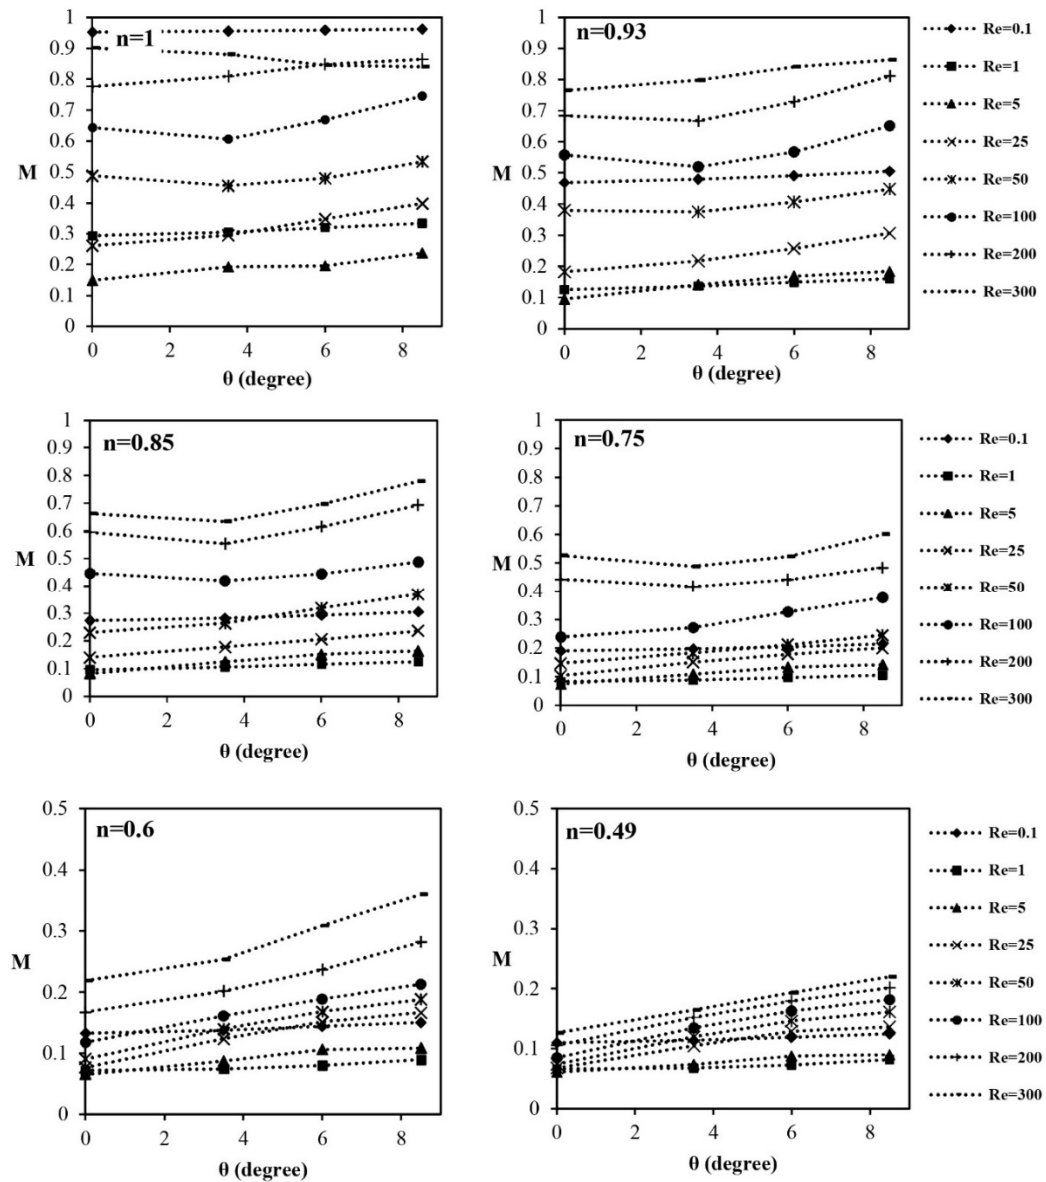 n=1
1
0.9
0.8
0.7
0.6
0.5
0.4
0.3
0.2
0.1
0
M
0 2 4 6 8
θ (degree)
n=0.93
1
0.9
0.8
0.7
0.6
0.5
0.4
0.3
0.2
0.1
0
M
0 2 4 6 8
θ (degree)
Re=0.1
Re=1
Re=5
Re=25
Re=50
Re=100
Re=200
Re=300
n=0.85
1
0.9
0.8
0.7
0.6
0.5
0.4
0.3
0.2
0.1
0
M
0 2 4 6 8
θ (degree)
n=0.75
1
0.9
0.8
0.7
0.6
0.5
0.4
0.3
0.2
0.1
0
M
0 2 4 6 8
θ (degree)
Re=0.1
Re=1
Re=5
Re=25
Re=50
Re=100
Re=200
Re=300
n=0.6
0.5
0.4
0.3
0.2
0.1
0
M
0 2 4 6 8
θ (degree)
n=0.49
0.5
0.4
0.3
0.2
0.1
0
M
0 2 4 6 8
θ (degree)
Re=0.1
Re=1
Re=5
Re=25
Re=50
Re=100
Re=200
Re=300